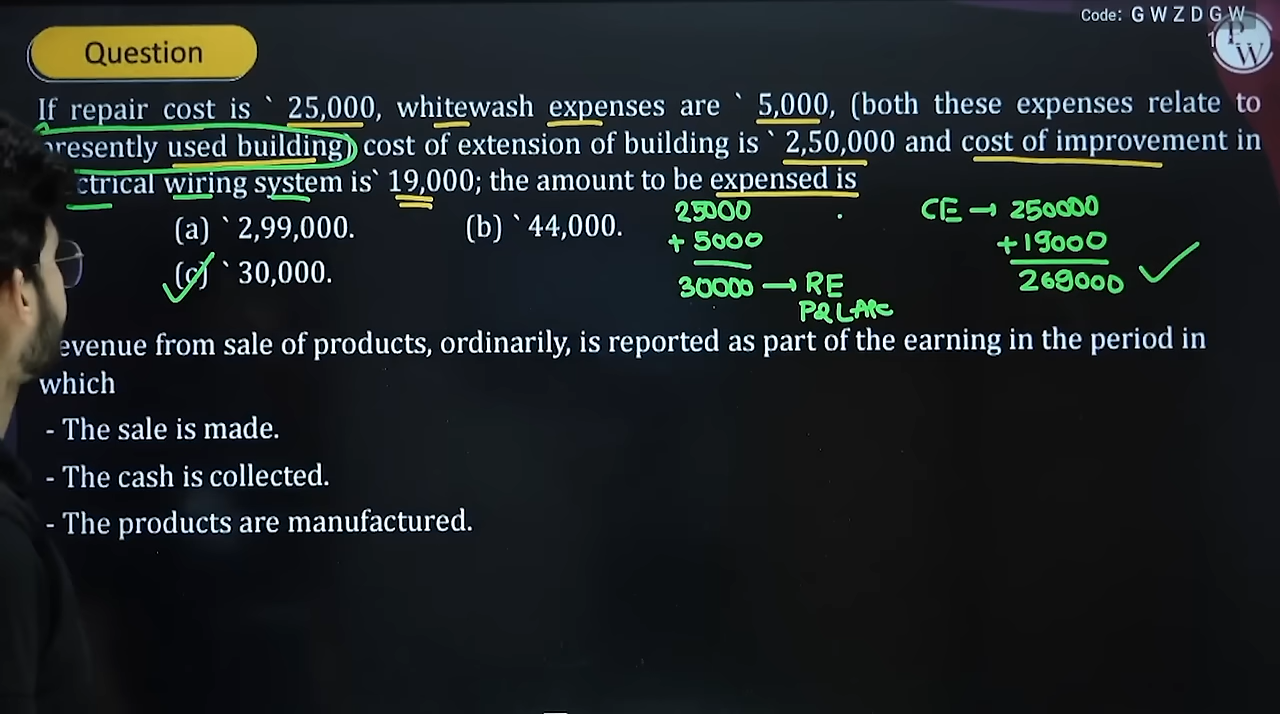 Code: G W Z D G W
1
P
W
Question
If repair cost is ` 25,000, whitewash expenses are ` 5,000, (both these expenses relate to
presently used building) cost of extension of building is ` 2,50,000 and cost of improvement in
ctrical wiring system is` 19,000; the amount to be expensed is
(a) ` 2,99,000. (b) ` 44,000.
(c) ` 30,000.
25000
+ 5000
30000 → RE
P&L A/c
CE → 250000
+19000
269000
evenue from sale of products, ordinarily, is reported as part of the earning in the period in
which
- The sale is made.
- The cash is collected.
- The products are manufactured.